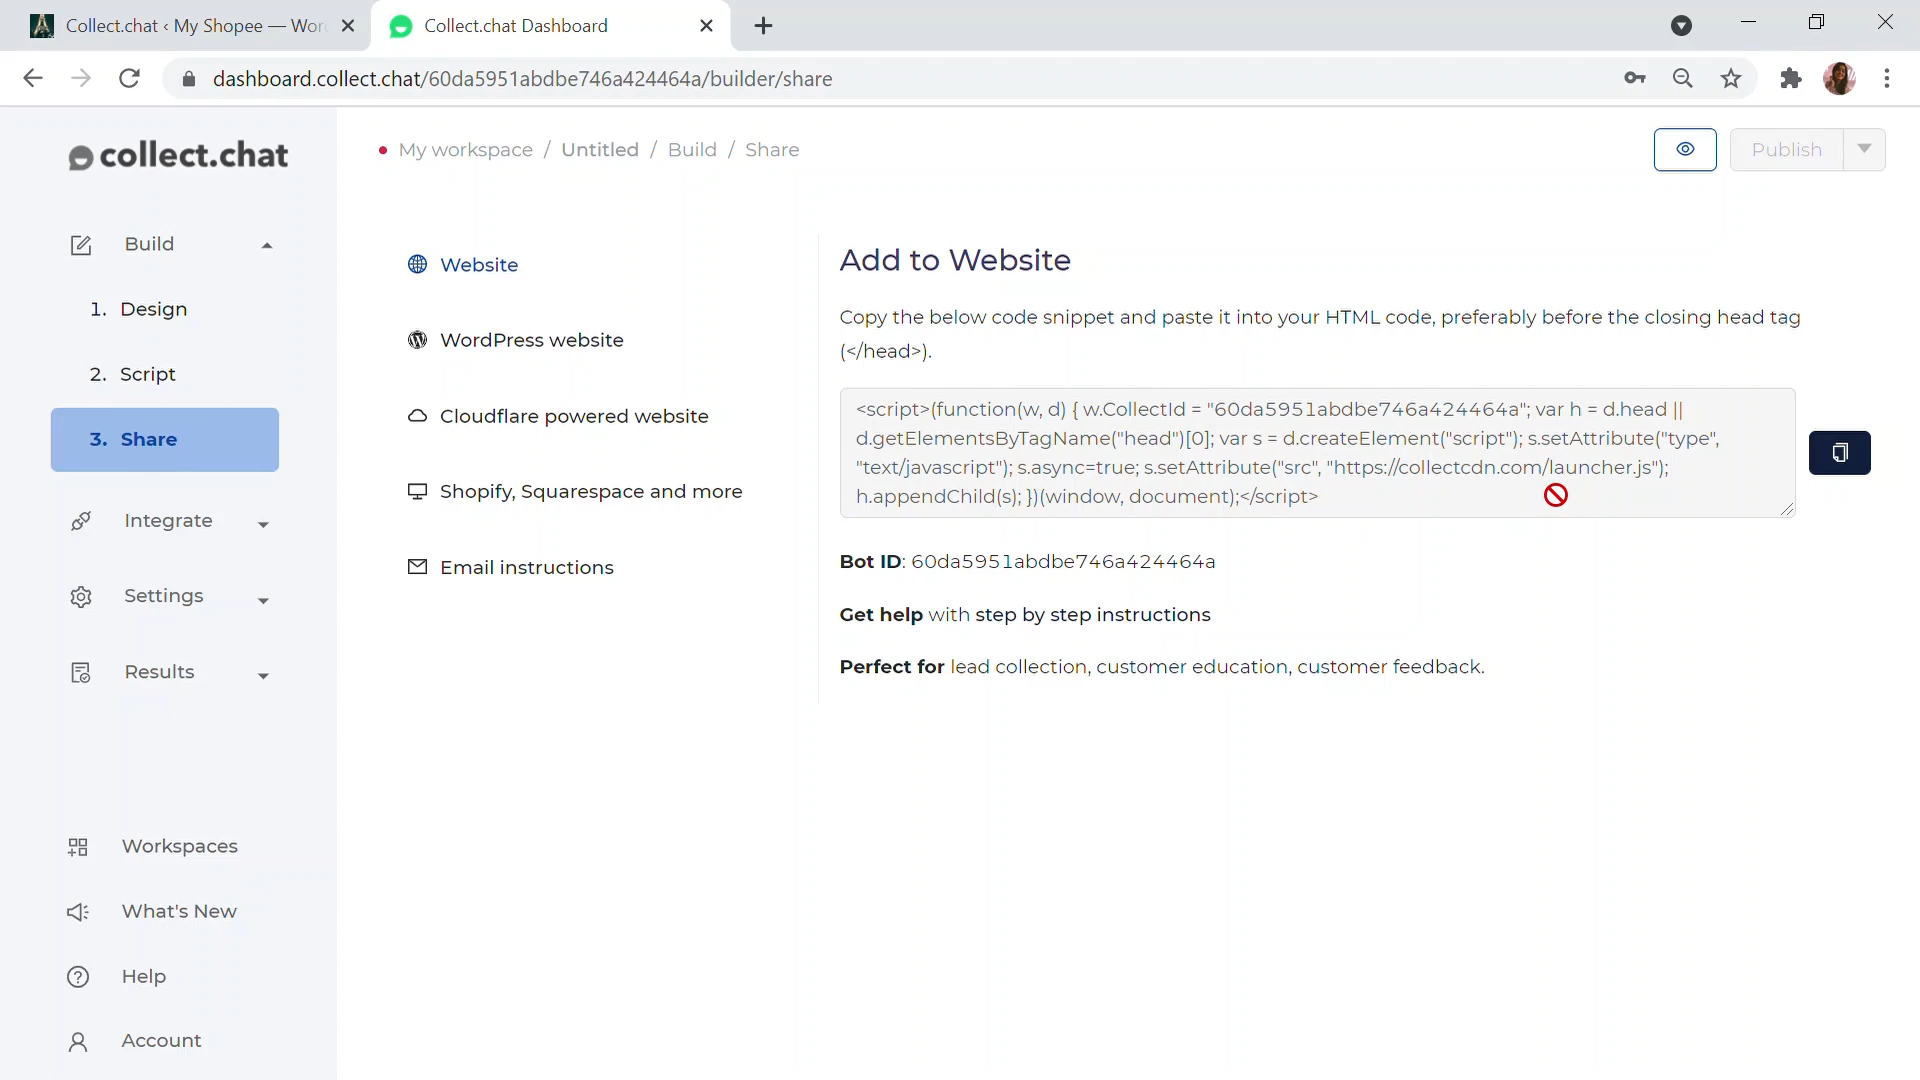 Collect.chat ‹ My Shopee — Wor
Collect.chat Dashboard
dashboard.collect.chat/60da5951abdbe746a424464a/builder/share
collect.chat
My workspace / Untitled / Build / Share
Publish
Build
1. Design
2. Script
3. Share
Integrate
Settings
Results
Workspaces
What's New
Help
Account
Website
WordPress website
Cloudflare powered website
Shopify, Squarespace and more
Email instructions
Add to Website
Copy the below code snippet and paste it into your HTML code, preferably before the closing head tag
(</head>).
<script>(function(w, d) { w.CollectId = "60da5951abdbe746a424464a"; var h = d.head ||
d.getElementsByTagName("head")[0]; var s = d.createElement("script"); s.setAttribute("type",
"text/javascript"); s.async=true; s.setAttribute("src", "https://collectcdn.com/launcher.js");
h.appendChild(s); })(window, document);</script>
Bot ID: 60da5951abdbe746a424464a
Get help with step by step instructions
Perfect for lead collection, customer education, customer feedback.